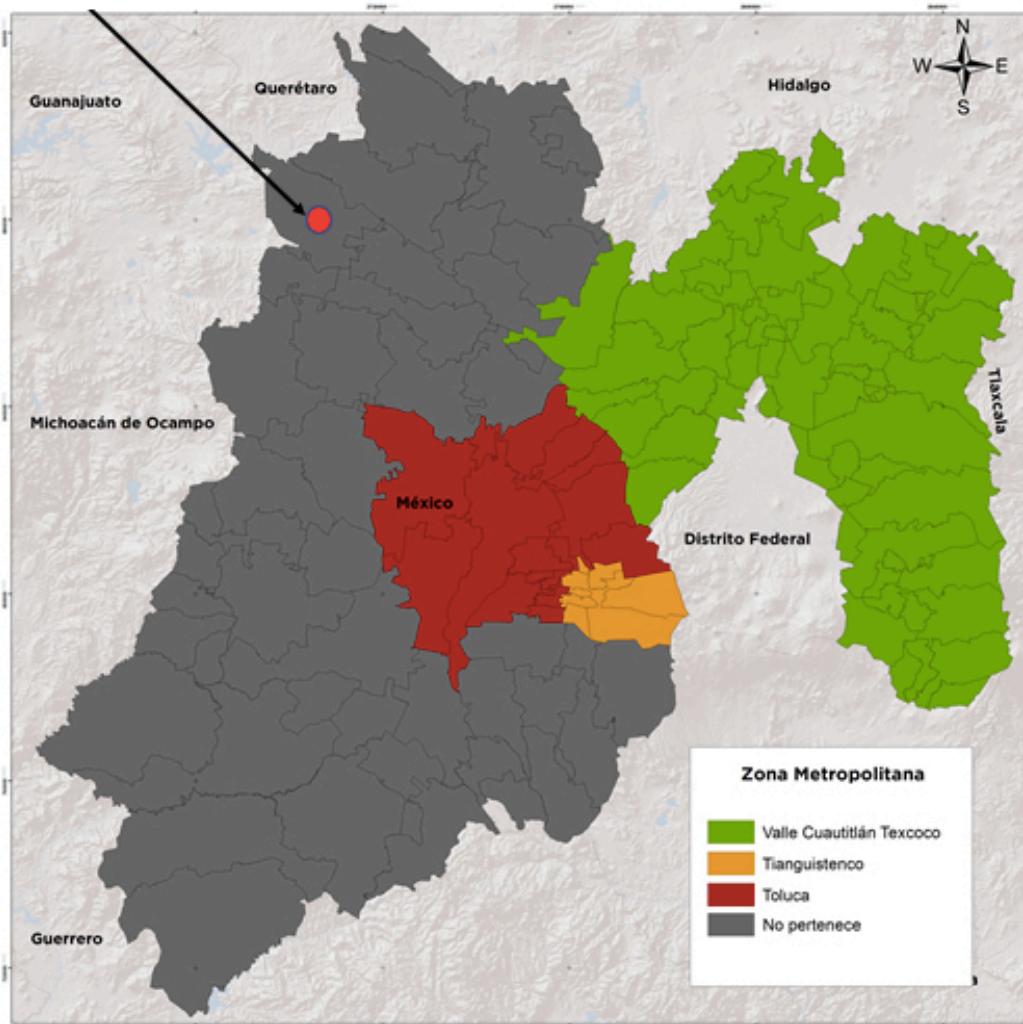 N
W E
S
Querétaro
Hidalgo
Guanajuato
Tlaxcala
Michoacán de Ocampo
México
Distrito Federal
Zona Metropolitana
Valle Cuautitlán Texcoco
Tianguistenco
Toluca
No pertenece
Guerrero